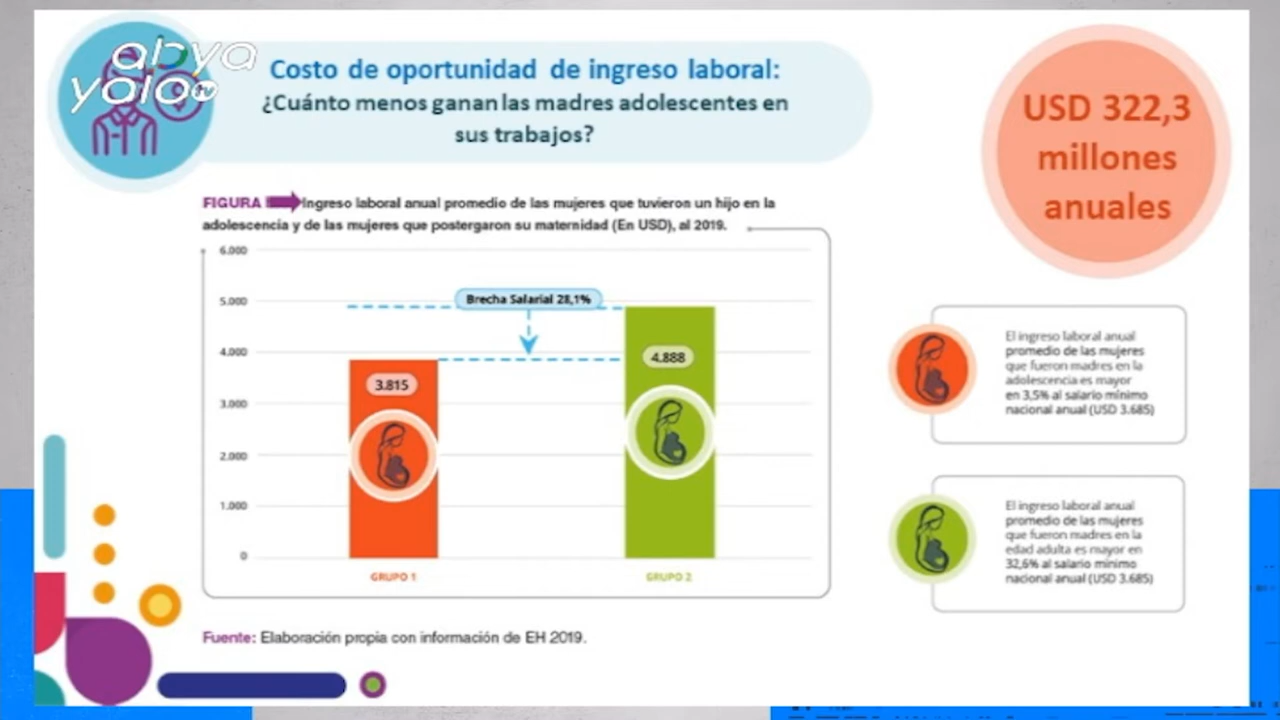 abya
yala tv
Costo de oportunidad de ingreso laboral:
¿Cuánto menos ganan las madres adolescentes en
sus trabajos?
USD 322,3
millones
anuales
FIGURA Ingreso laboral anual promedio de las mujeres que tuvieron un hijo en la
adolescencia y de las mujeres que postergaron su maternidad (En USD), al 2019.
6.000
5.000
4.000
3.000
2.000
1.000
0
Brecha Salarial 28,1%
3.815
4.888
GRUPO 1
GRUPO 2
El ingreso laboral anual
promedio de las mujeres
que fueron madres en la
adolescencia es mayor
en 3,5% al salario mínimo
nacional anual (USD 3.685)
El ingreso laboral anual
promedio de las mujeres
que fueron madres en la
edad adulta es mayor en
32,6% al salario mínimo
nacional anual (USD 3.685)
Fuente: Elaboración propia con información de EH 2019.